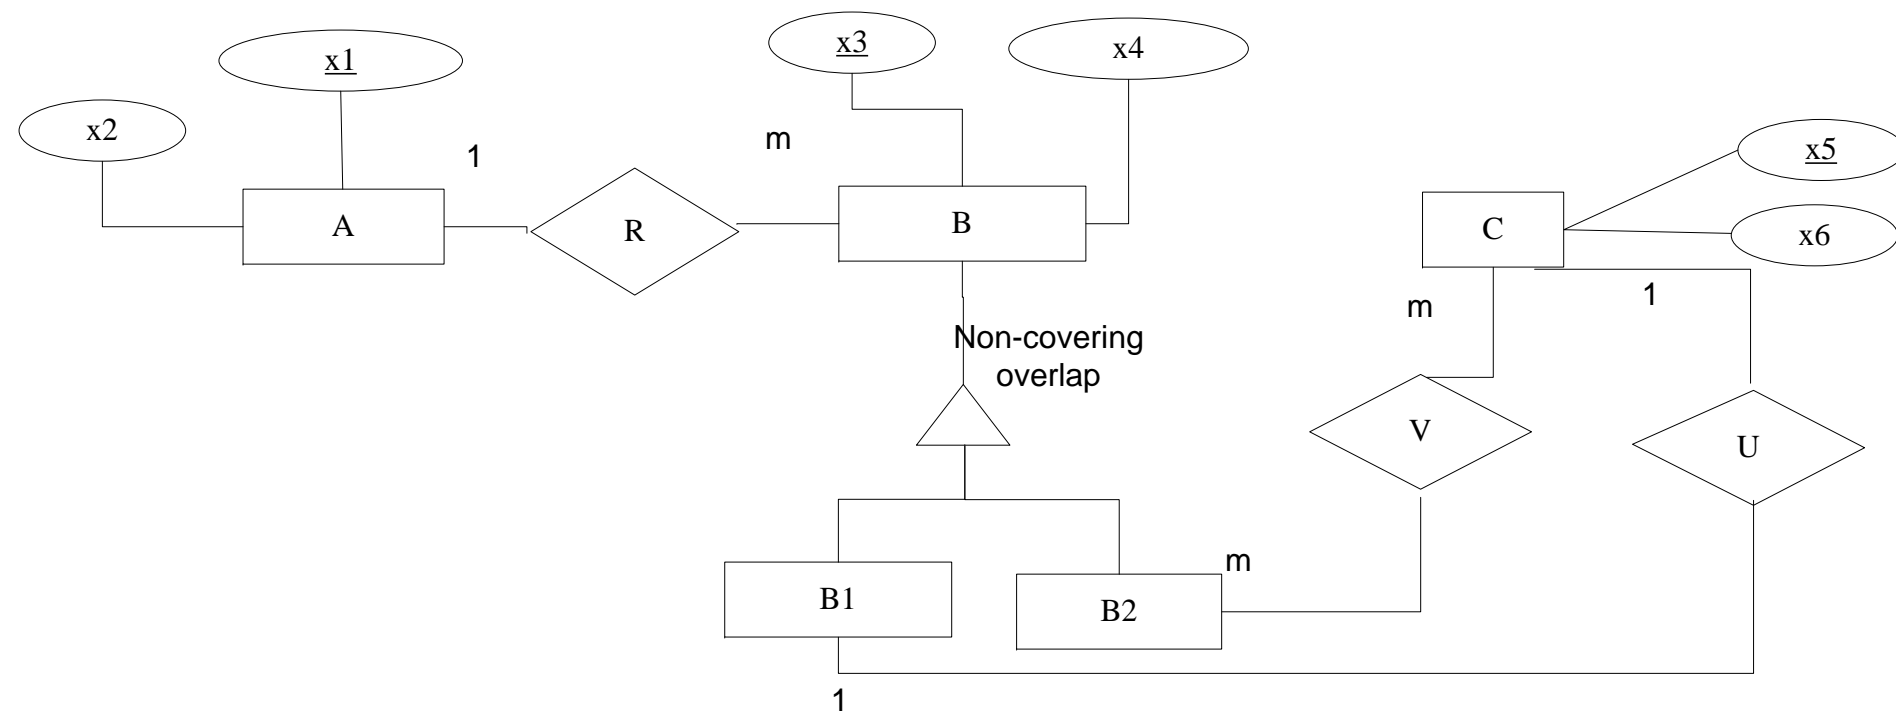 x1
x3
x4
x2
1
m
x5
A
R
B
C
x6
m
1
Non-covering
overlap
V
U
B1
B2
m
1